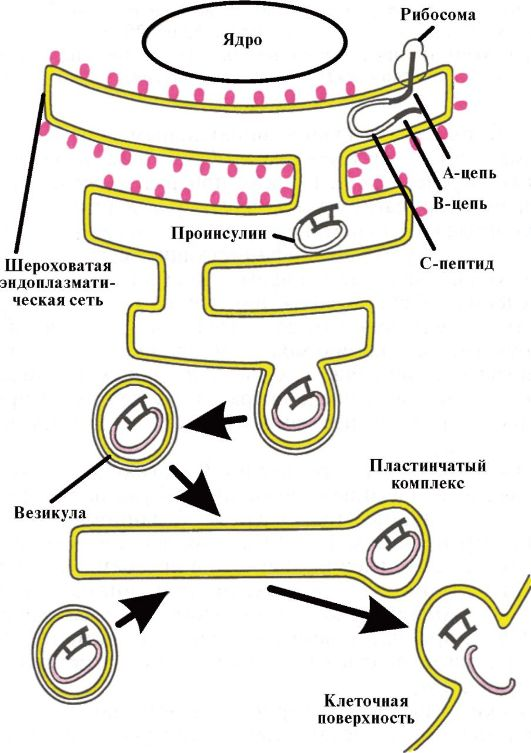 Рибосома
Ядро
А-цепь
В-цепь
Проинсулин
С-пептид
Шероховатая
эндоплазмати-
ческая сеть
Пластинчатый
комплекс
Везикула
Клеточная
поверхность